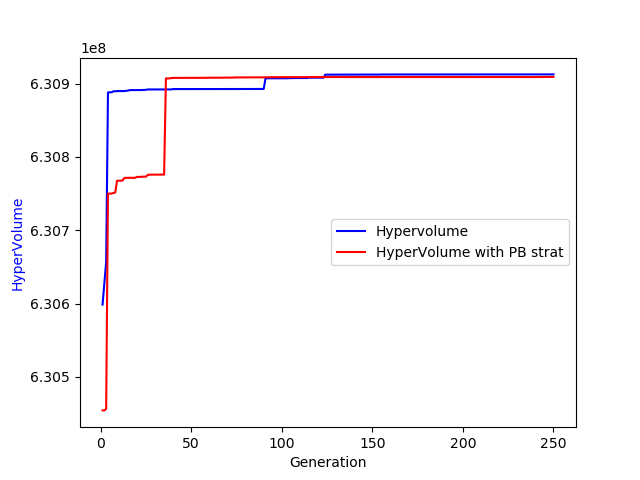 1e8
6.309
6.308
6.307
6.306
6.305
HyperVolume
Hypervolume
HyperVolume with PB strat
0 50 100 150 200 250
Generation